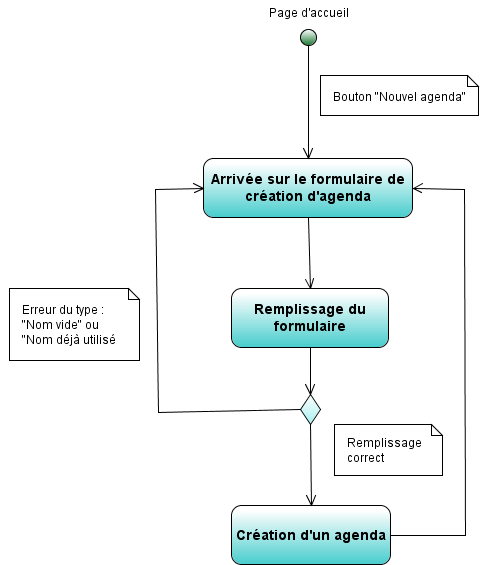 Page d'accueil
Bouton "Nouvel agenda"
Arrivée sur le formulaire de
création d'agenda
Remplissage du
formulaire
Erreur du type :
"Nom vide" ou
"Nom déjà utilisé
Remplissage
correct
Création d'un agenda